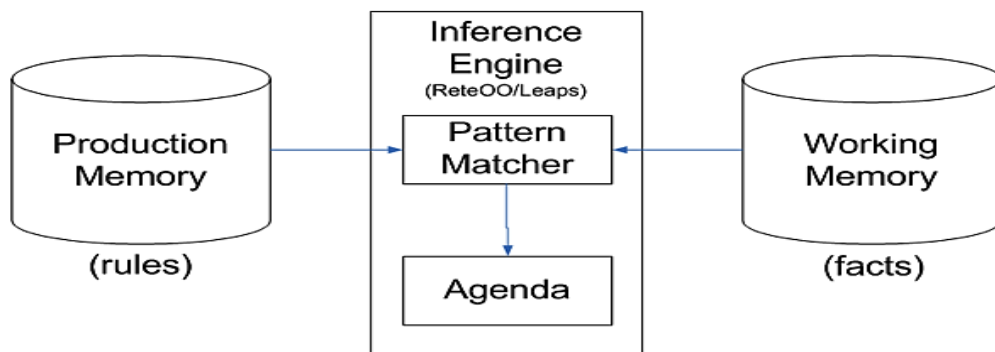 Inference
Engine
(ReteOO/Leaps)
Production
Memory
(rules)
Pattern
Matcher
Agenda
Working
Memory
(facts)